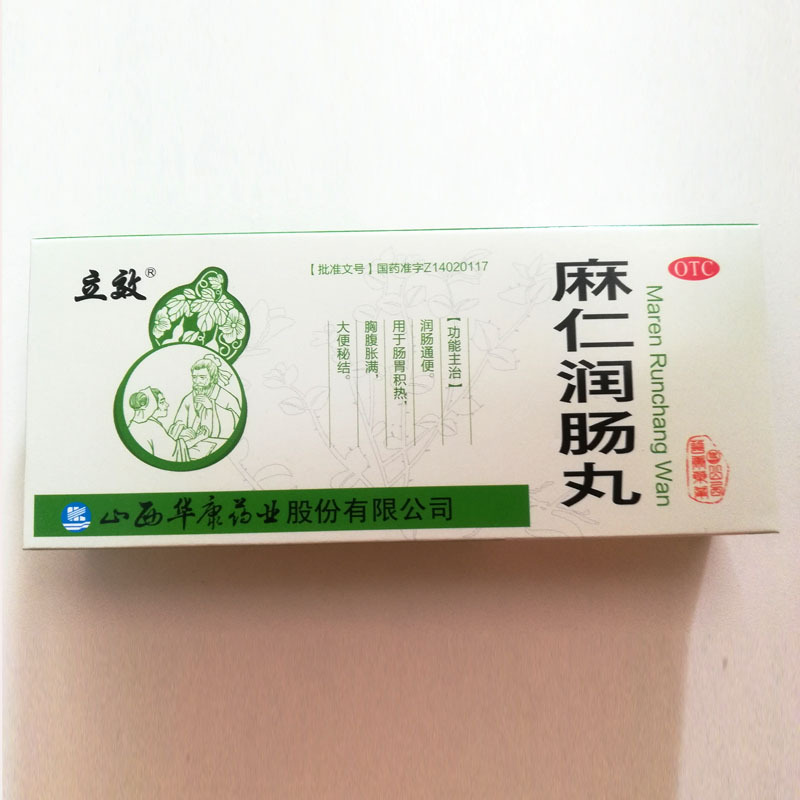 立效®
【批准文号】国药准字Z14020117
【功能主治】
润肠通便。
用于肠胃积热,
胸腹胀满,
大便秘结。
麻仁润肠丸
Maren Runchang Wan
OTC
山西华康药业股份有限公司